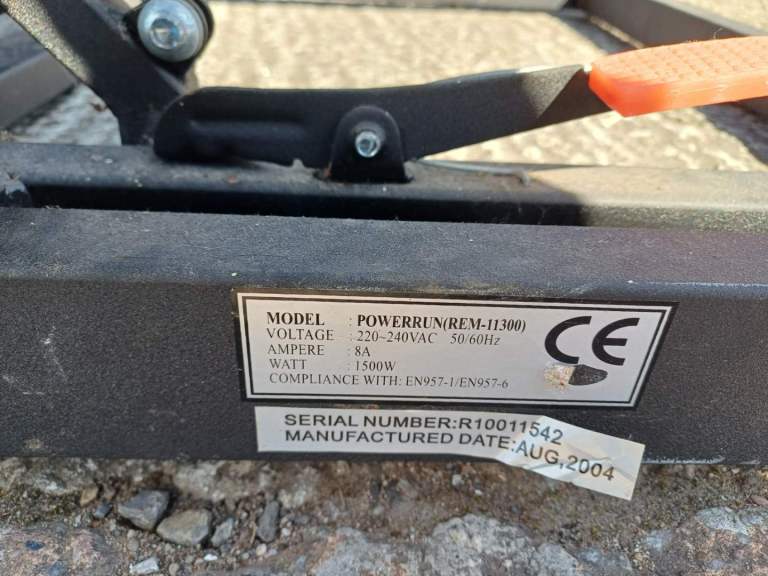 MODEL : POWERRUN(REM-11300)
VOLTAGE : 220~240VAC 50/60Hz
AMPERE : 8A
WATT : 1500W
COMPLIANCE WITH: EN957-1/EN957-6
CE
SERIAL NUMBER:R10011542
MANUFACTURED DATE:AUG,2004